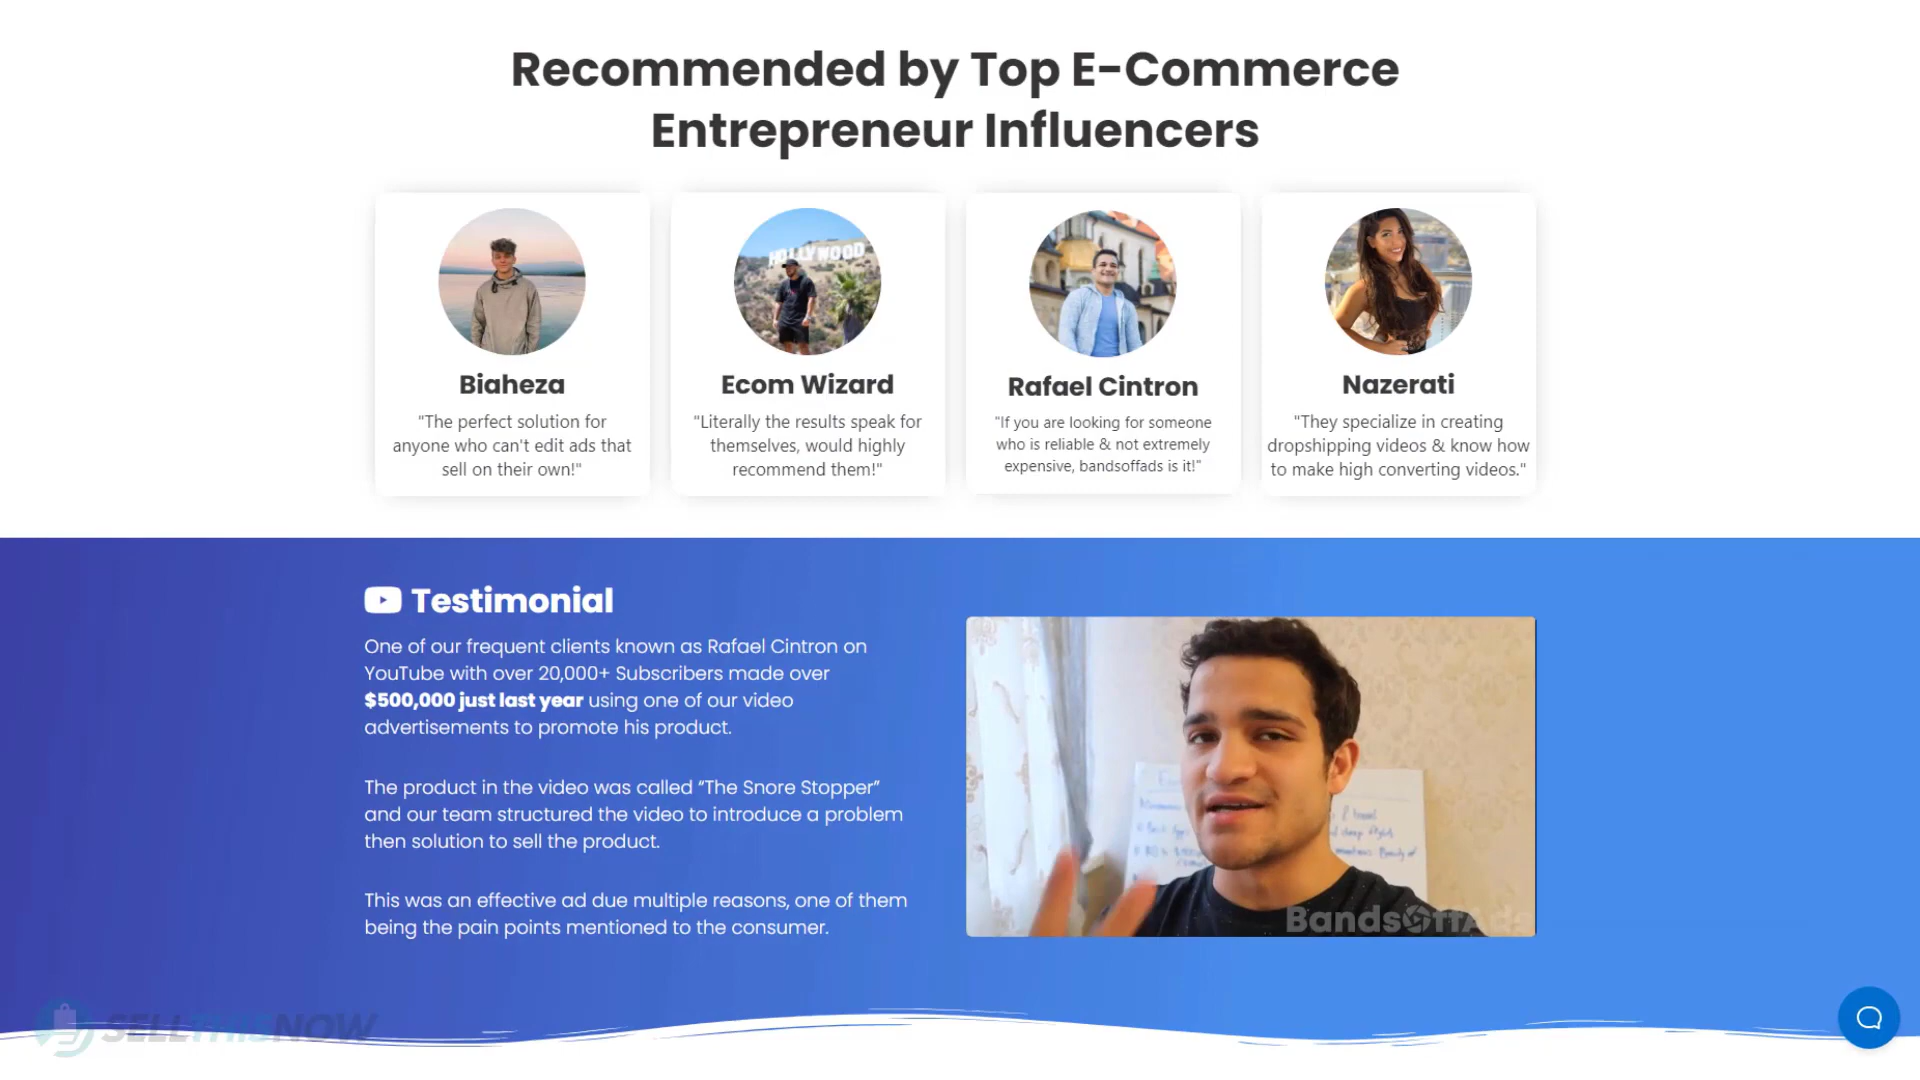 Recommended by Top E-Commerce
Entrepreneur Influencers
HOLLYWOOD
Biaheza
"The perfect solution for
anyone who can't edit ads that
sell on their own!"
Ecom Wizard
"Literally the results speak for
themselves, would highly
recommend them!"
Rafael Cintron
"If you are looking for someone
who is reliable & not extremely
expensive, bandsoffads is it!"
Nazerati
"They specialize in creating
dropshipping videos & know how
to make high converting videos."
Testimonial
One of our frequent clients known as Rafael Cintron on
YouTube with over 20,000+ Subscribers made over
$500,000 just last year using one of our video
advertisements to promote his product.
The product in the video was called “The Snore Stopper”
and our team structured the video to introduce a problem
then solution to sell the product.
This was an effective ad due multiple reasons, one of them
being the pain points mentioned to the consumer.
BandsOffAds
SELLTHISNOW